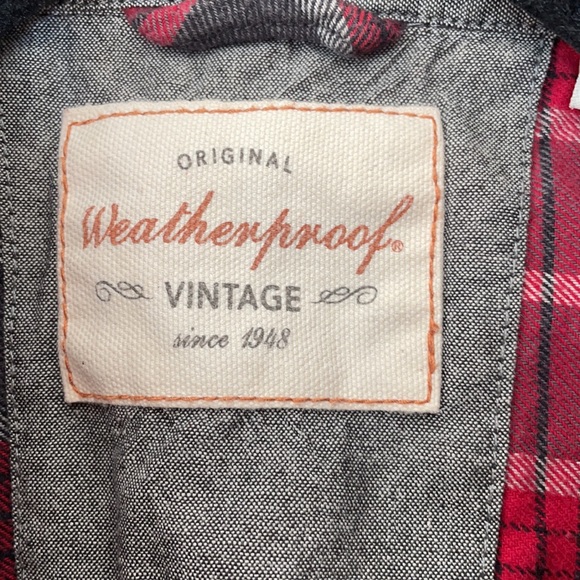 ORIGINAL
Weatherproof®
VINTAGE
since 1948